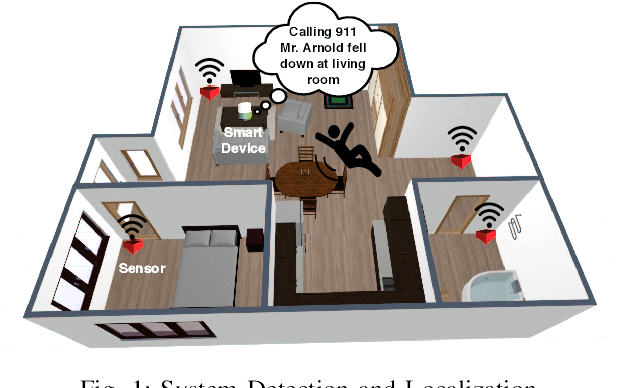 Calling 911
Mr. Arnold fell
down at living
room
Smart
Device
Sensor
Fig. 1: System Detection and Localization